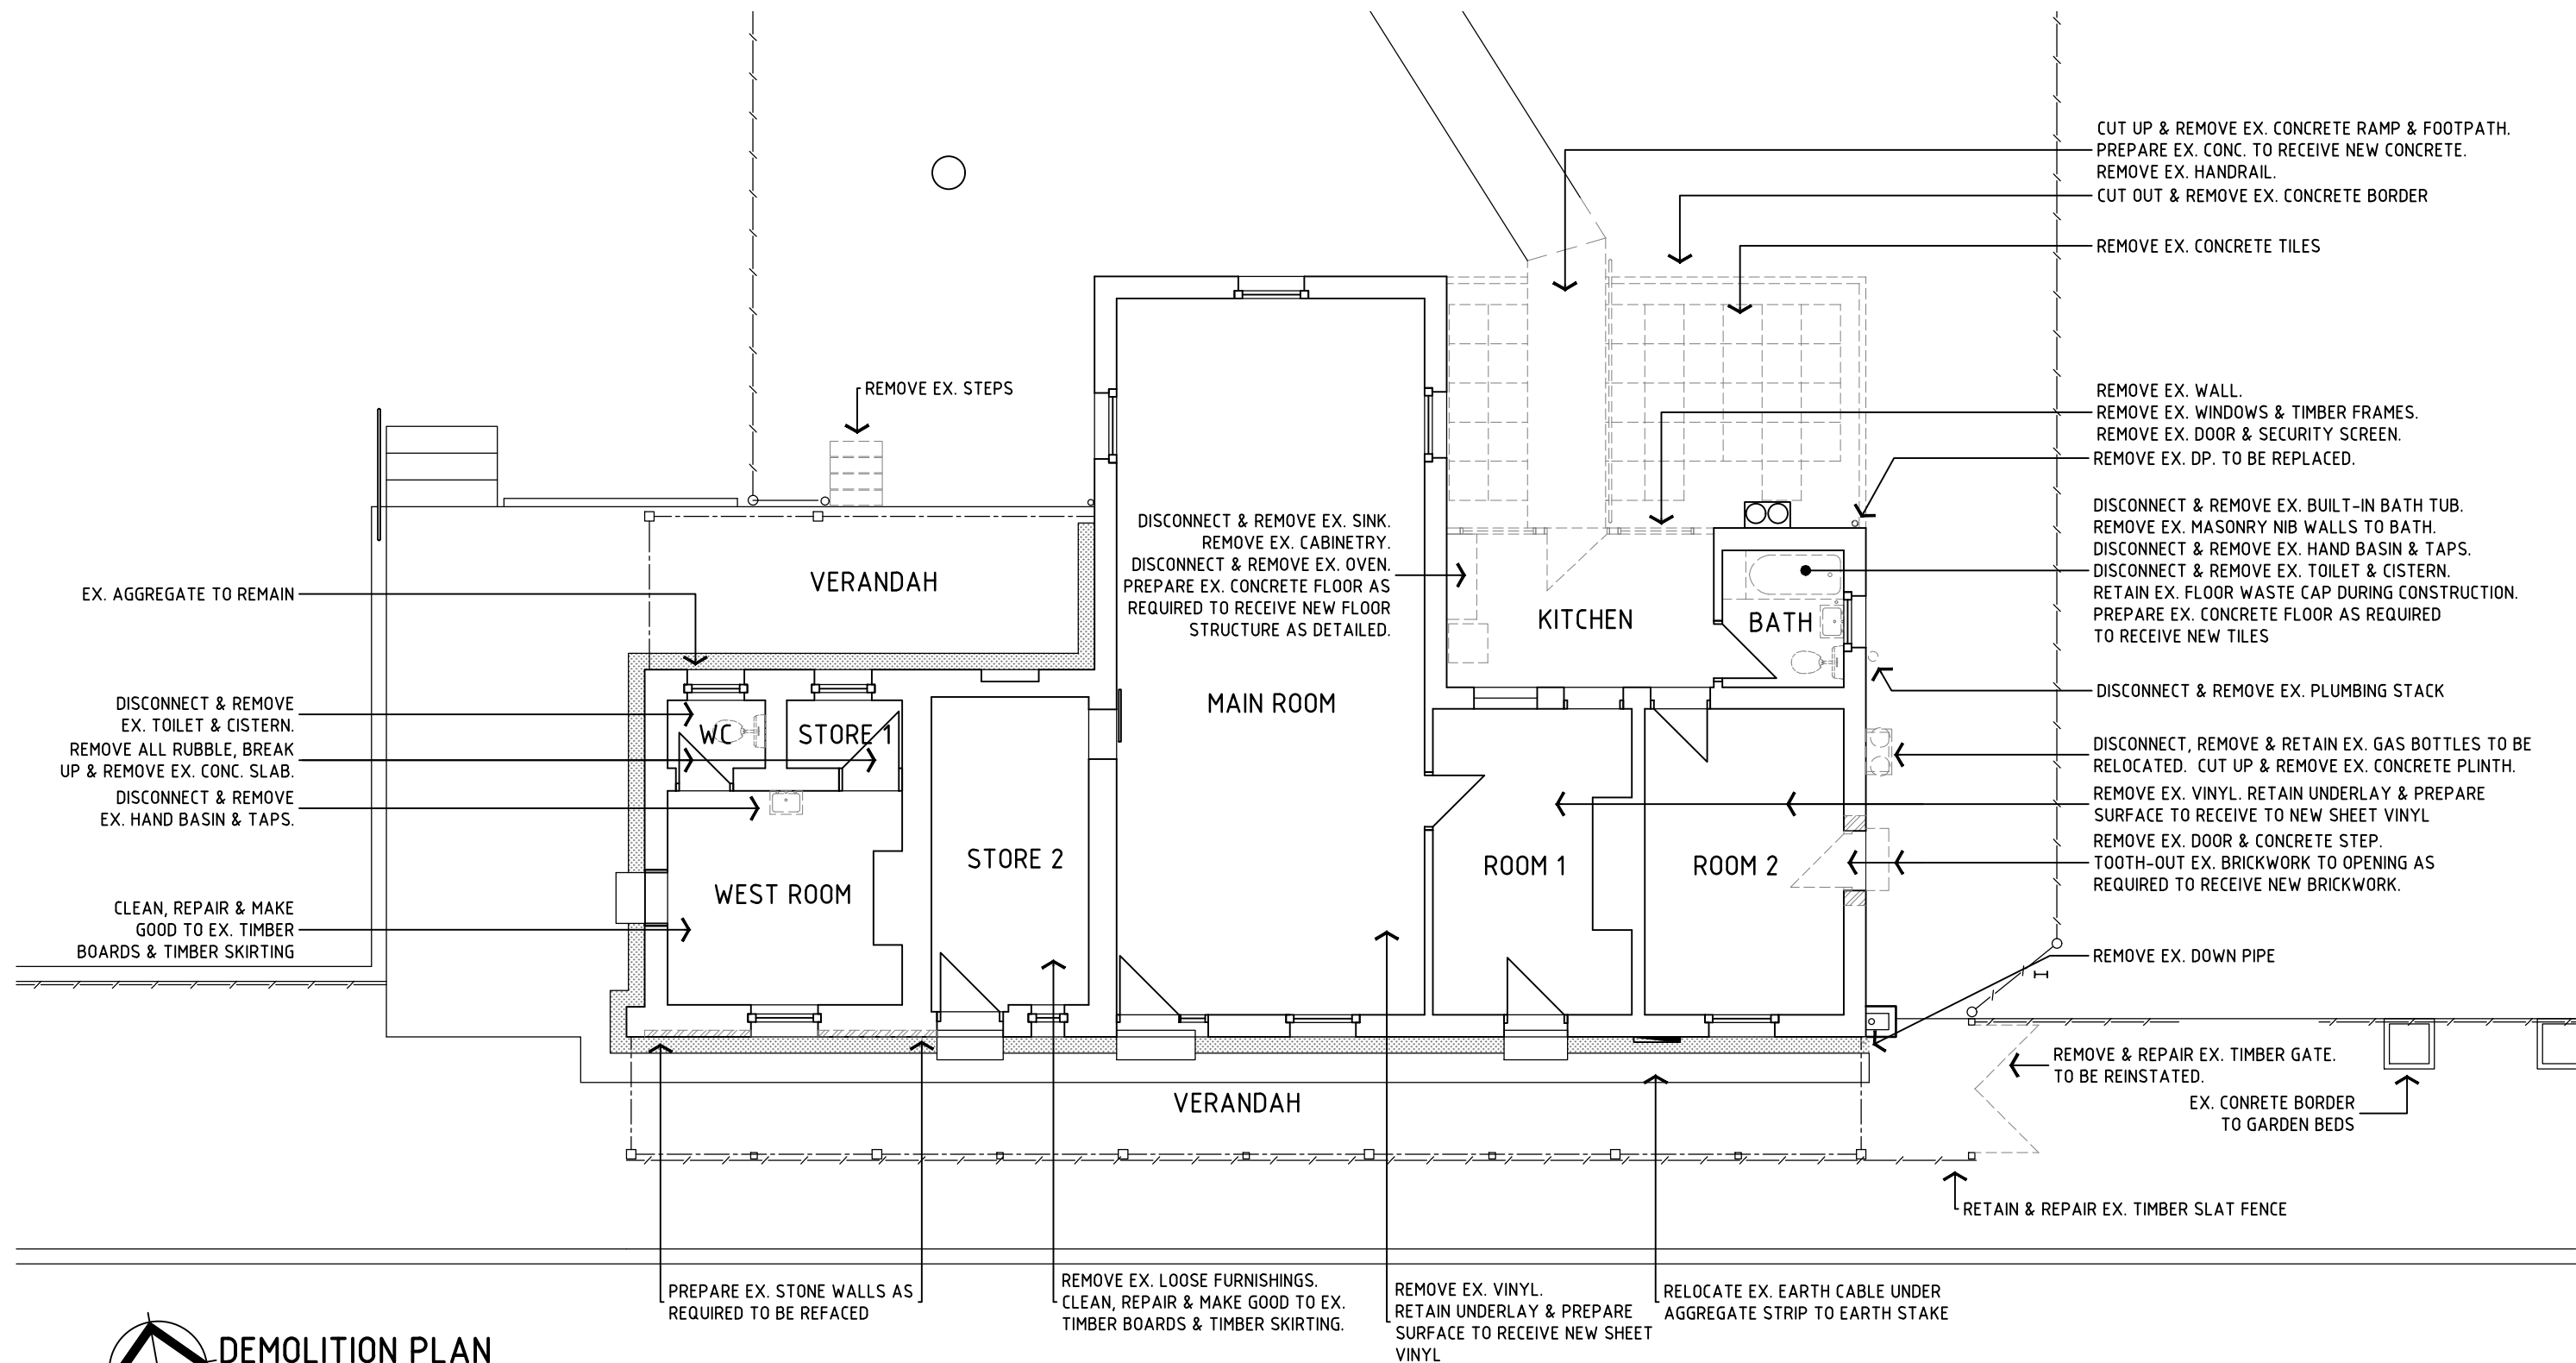 CUT UP & REMOVE EX. CONCRETE RAMP & FOOTPATH.
PREPARE EX. CONC. TO RECEIVE NEW CONCRETE.
REMOVE EX. HANDRAIL.
CUT OUT & REMOVE EX. CONCRETE BORDER
REMOVE EX. CONCRETE TILES
REMOVE EX. STEPS
REMOVE EX. WALL.
REMOVE EX. WINDOWS & TIMBER FRAMES.
REMOVE EX. DOOR & SECURITY SCREEN.
REMOVE EX. DP. TO BE REPLACED.
DISCONNECT & REMOVE EX. BUILT-IN BATH TUB.
REMOVE EX. MASONRY NIB WALLS TO BATH.
DISCONNECT & REMOVE EX. HAND BASIN & TAPS.
DISCONNECT & REMOVE EX. TOILET & CISTERN.
RETAIN EX. FLOOR WASTE CAP DURING CONSTRUCTION.
PREPARE EX. CONCRETE FLOOR AS REQUIRED
TO RECEIVE NEW TILES
DISCONNECT & REMOVE EX. SINK.
REMOVE EX. CABINETRY.
DISCONNECT & REMOVE EX. OVEN.
PREPARE EX. CONCRETE FLOOR AS
REQUIRED TO RECEIVE NEW FLOOR
STRUCTURE AS DETAILED.
VERANDAH
EX. AGGREGATE TO REMAIN
KITCHEN
BATH
MAIN ROOM
DISCONNECT & REMOVE EX. PLUMBING STACK
DISCONNECT & REMOVE
EX. TOILET & CISTERN.
WC
STORE 1
REMOVE ALL RUBBLE, BREAK
UP & REMOVE EX. CONC. SLAB.
DISCONNECT & REMOVE
EX. HAND BASIN & TAPS.
DISCONNECT, REMOVE & RETAIN EX. GAS BOTTLES TO BE
RELOCATED. CUT UP & REMOVE EX. CONCRETE PLINTH.
REMOVE EX. VINYL. RETAIN UNDERLAY & PREPARE
SURFACE TO RECEIVE TO NEW SHEET VINYL
REMOVE EX. DOOR & CONCRETE STEP.
TOOTH-OUT EX. BRICKWORK TO OPENING AS
REQUIRED TO RECEIVE NEW BRICKWORK.
STORE 2
ROOM 1
ROOM 2
WEST ROOM
CLEAN, REPAIR & MAKE
GOOD TO EX. TIMBER
BOARDS & TIMBER SKIRTING
REMOVE EX. DOWN PIPE
REMOVE & REPAIR EX. TIMBER GATE.
TO BE REINSTATED.
EX. CONRETE BORDER
TO GARDEN BEDS
VERANDAH
RETAIN & REPAIR EX. TIMBER SLAT FENCE
PREPARE EX. STONE WALLS AS
REQUIRED TO BE REFACED
REMOVE EX. LOOSE FURNISHINGS.
CLEAN, REPAIR & MAKE GOOD TO EX.
TIMBER BOARDS & TIMBER SKIRTING.
REMOVE EX. VINYL.
RETAIN UNDERLAY & PREPARE
SURFACE TO RECEIVE NEW SHEET
VINYL
RELOCATE EX. EARTH CABLE UNDER
AGGREGATE STRIP TO EARTH STAKE
DEMOLITION PLAN